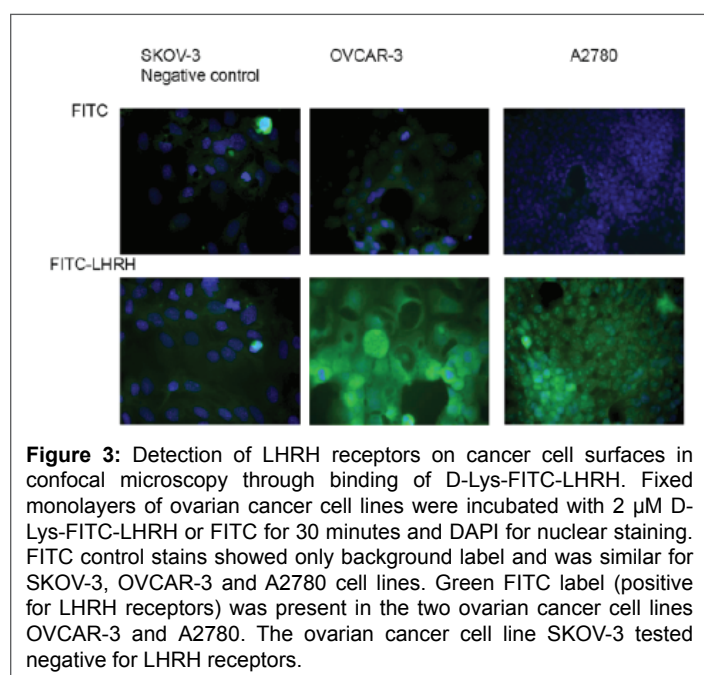 SKOV-3 OVCAR-3 A2780
Negative control
FITC
FITC-LHRH
Figure 3: Detection of LHRH receptors on cancer cell surfaces in
confocal microscopy through binding of D-Lys-FITC-LHRH. Fixed
monolayers of ovarian cancer cell lines were incubated with 2 µM D-
Lys-FITC-LHRH or FITC for 30 minutes and DAPI for nuclear staining.
FITC control stains showed only background label and was similar for
SKOV-3, OVCAR-3 and A2780 cell lines. Green FITC label (positive
for LHRH receptors) was present in the two ovarian cancer cell lines
OVCAR-3 and A2780. The ovarian cancer cell line SKOV-3 tested
negative for LHRH receptors.